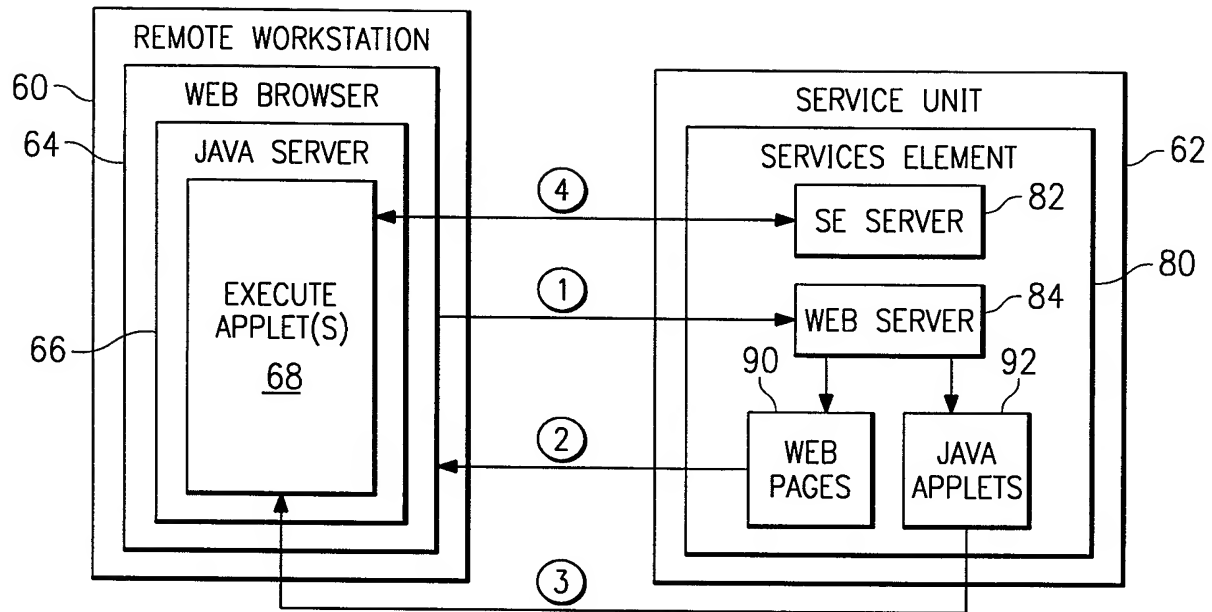 REMOTE WORKSTATION
60
WEB BROWSER
64
JAVA SERVER
66
EXECUTE
APPLET(S)
68
4
1
2
3
SERVICE UNIT
62
SERVICES ELEMENT
80
SE SERVER
82
WEB SERVER
84
90
WEB
PAGES
92
JAVA
APPLETS